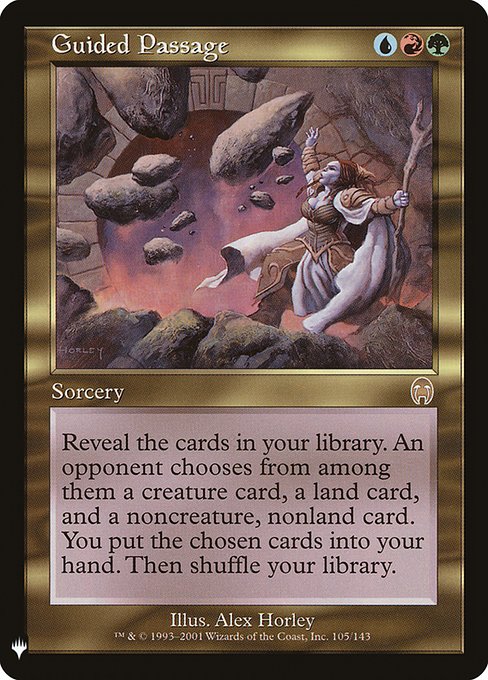 Guided Passage
HORLEY
Sorcery
Reveal the cards in your library. An
opponent chooses from among
them a creature card, a land card,
and a noncreature, nonland card.
You put the chosen cards into your
hand. Then shuffle your library.
Illus. Alex Horley
™ & © 1993–2001 Wizards of the Coast, Inc. 105/143